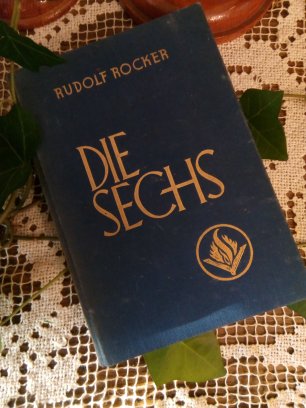 RUDOLF ROCKER
DIE
SECHS